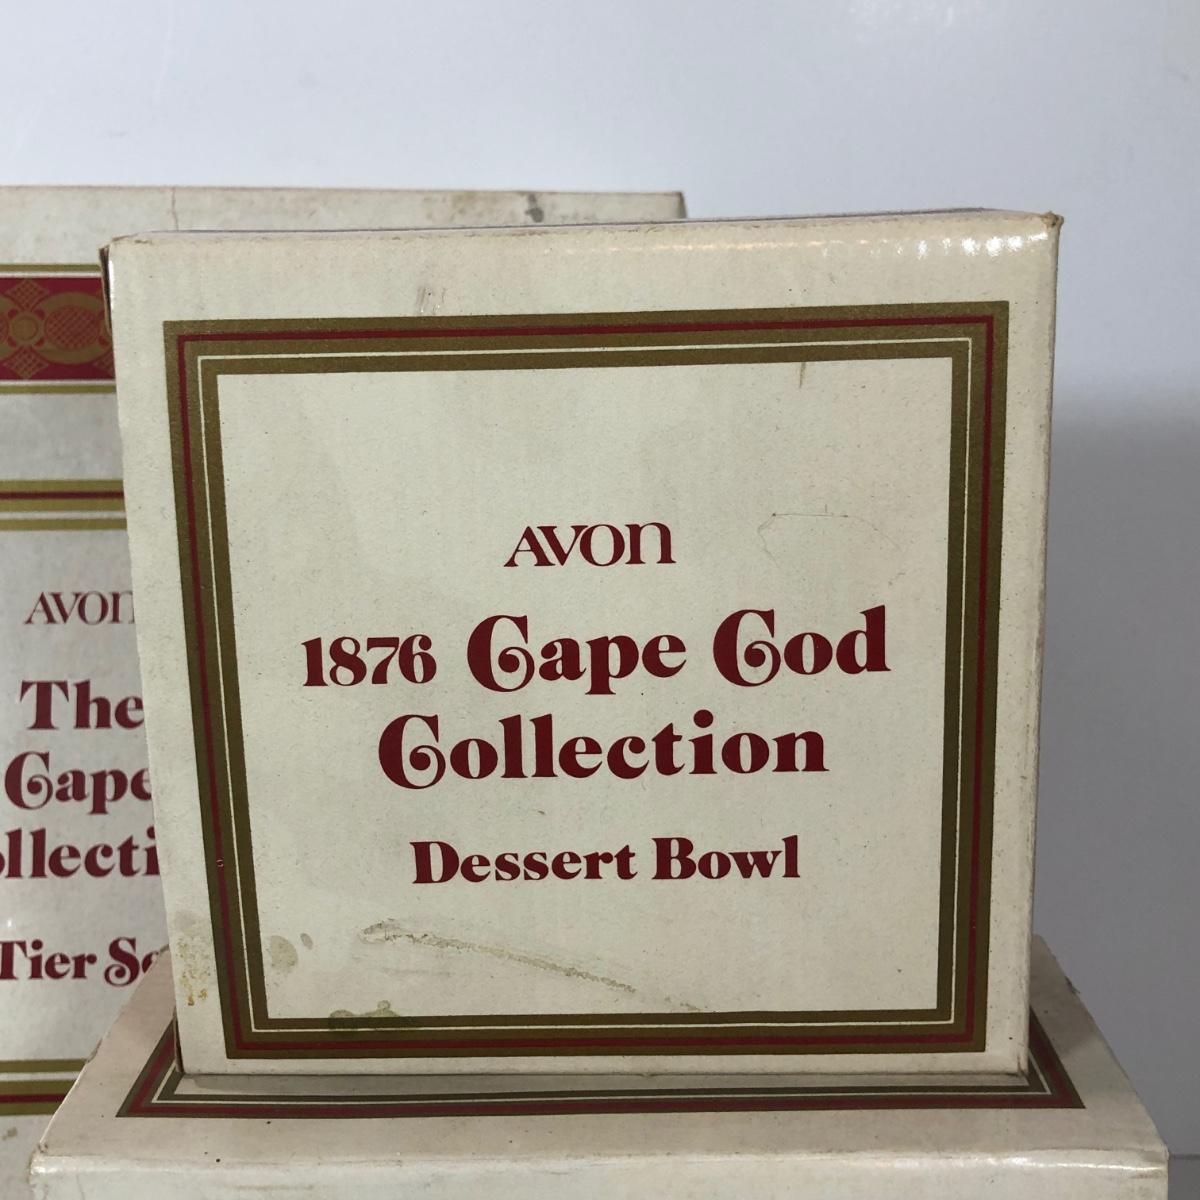 AVON
1876 Cape Cod
Collection
Dessert Bowl
AVON
The
Cape
ollecti
Tier Se